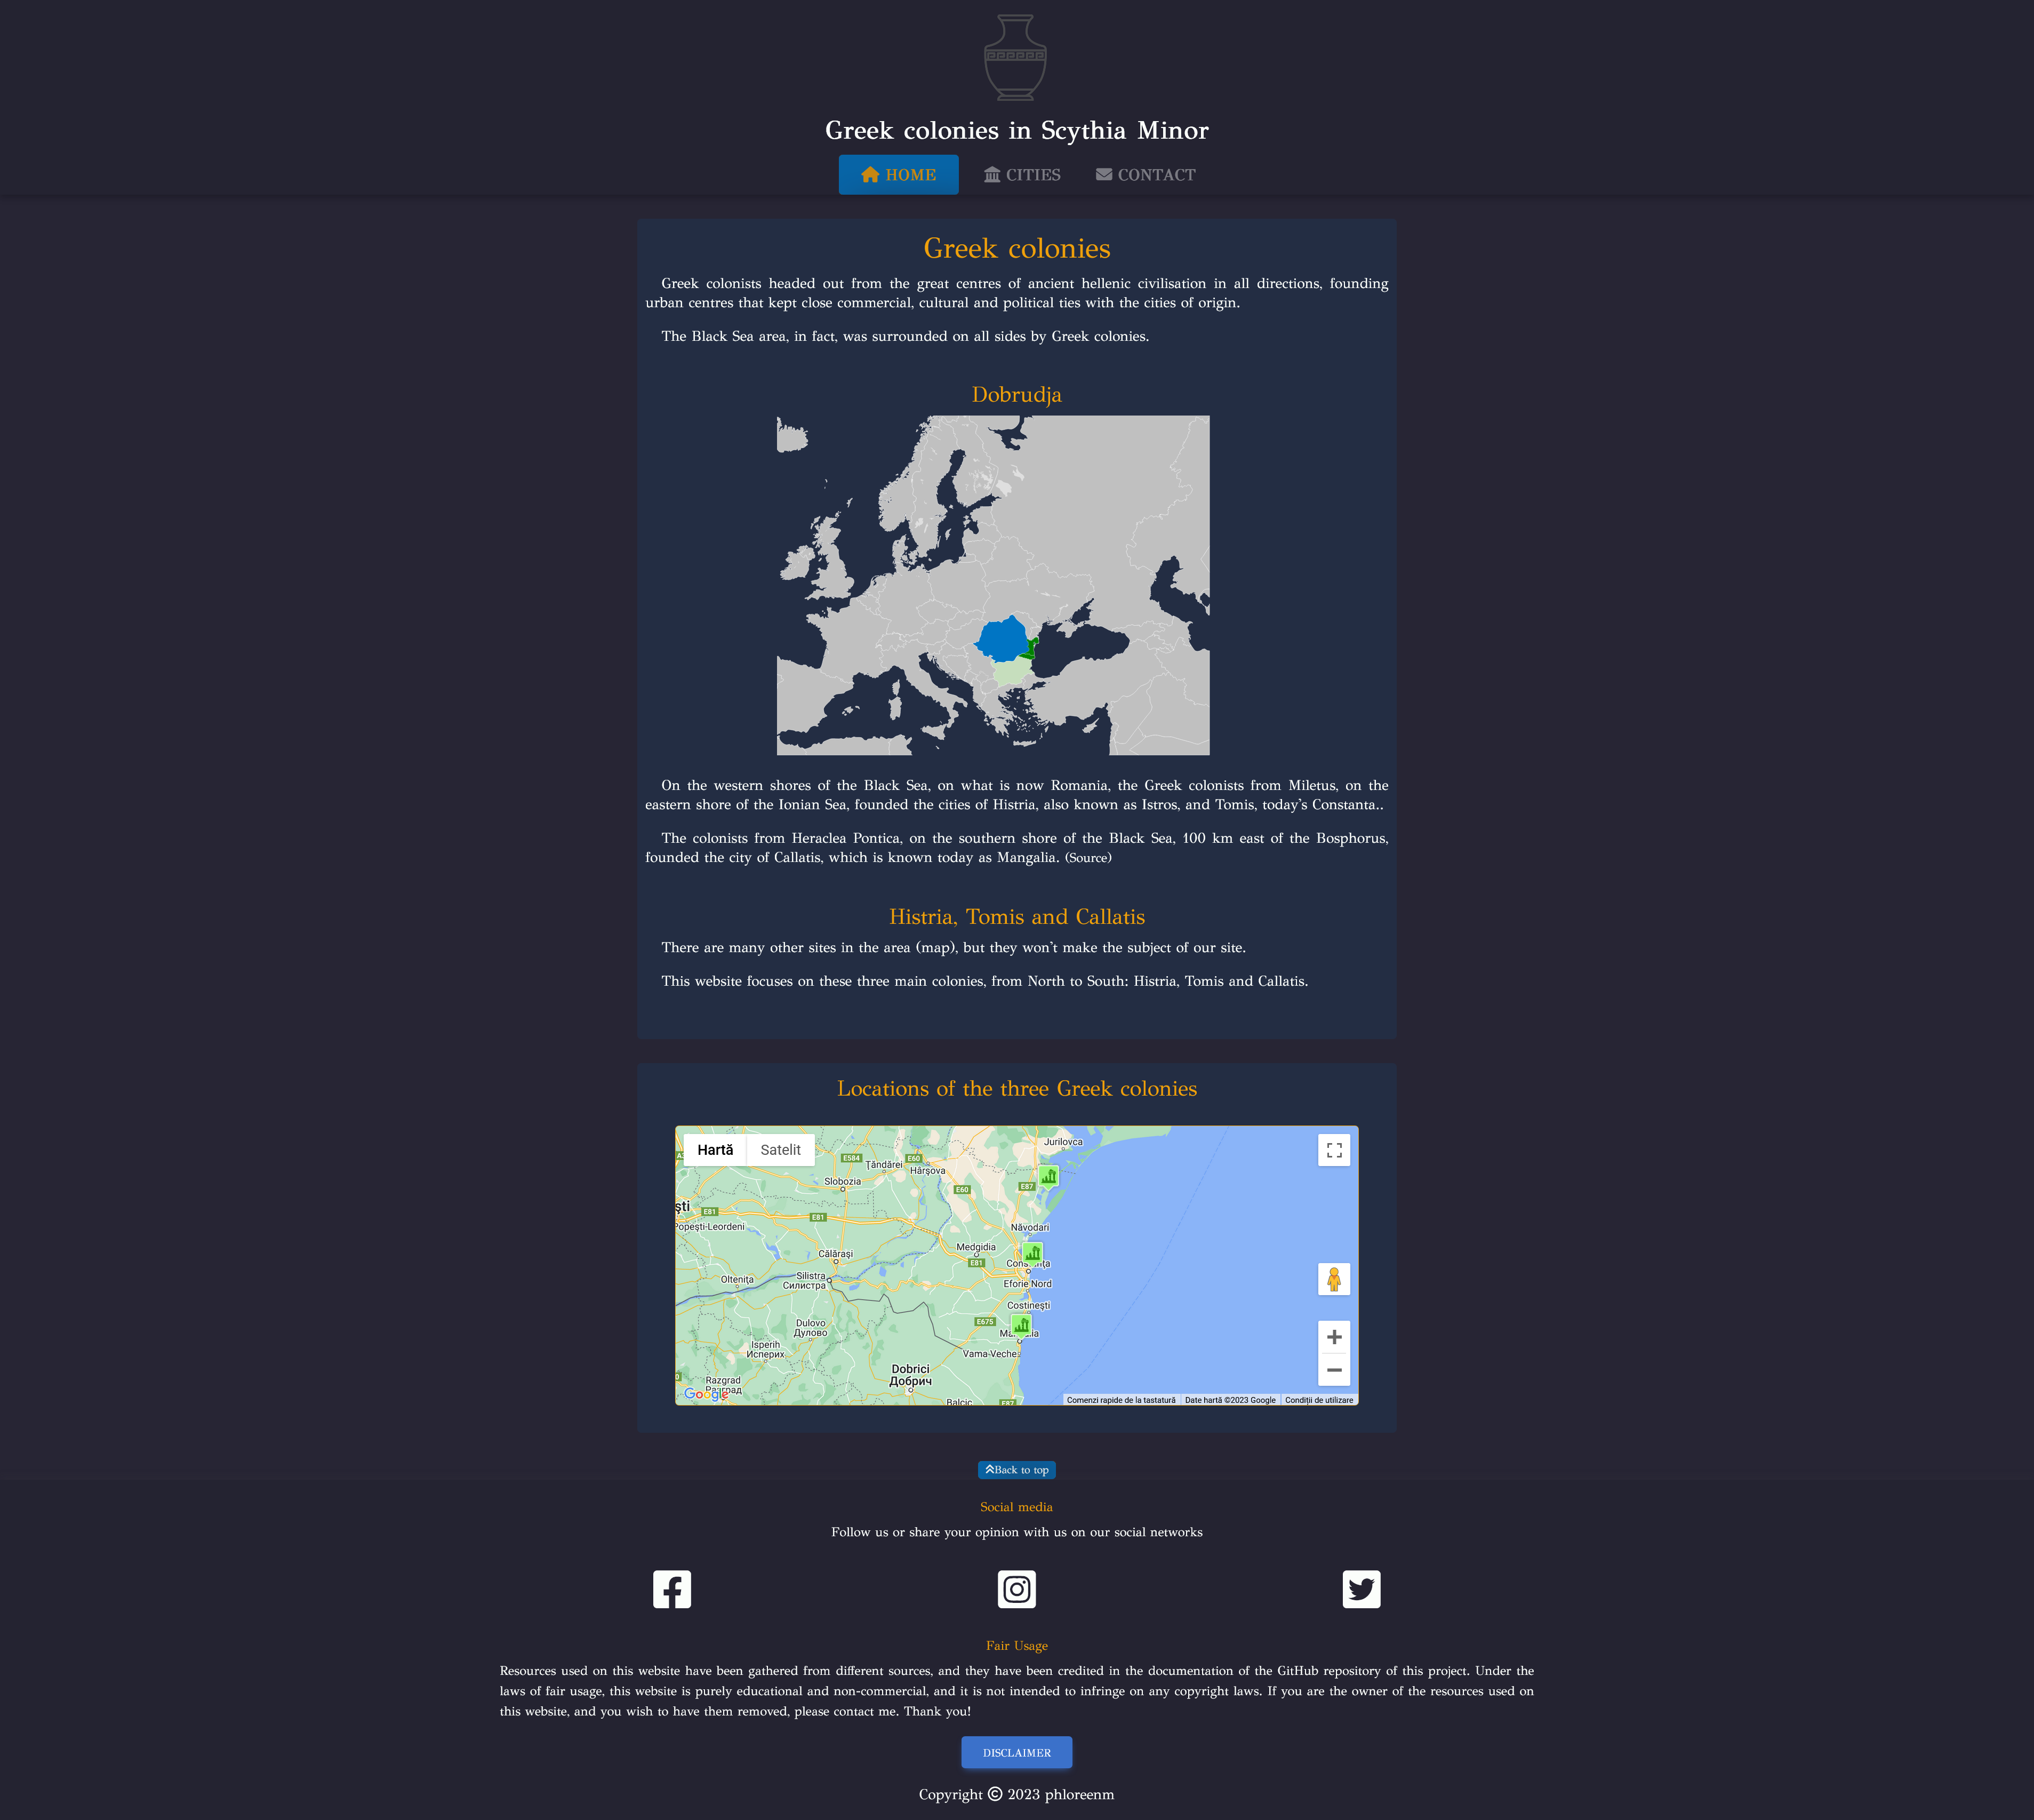 Greek colonies in Scythia Minor
HOME CITIES CONTACT
Greek colonies
Greek colonists headed out from the great centres of ancient hellenic civilisation in all directions, founding
urban centres that kept close commercial, cultural and political ties with the cities of origin.
The Black Sea area, in fact, was surrounded on all sides by Greek colonies.
Dobrudja
On the western shores of the Black Sea, on what is now Romania, the Greek colonists from Miletus, on the
eastern shore of the Ionian Sea, founded the cities of Histria, also known as Istros, and Tomis, today's Constanta..
The colonists from Heraclea Pontica, on the southern shore of the Black Sea, 100 km east of the Bosphorus,
founded the city of Callatis, which is known today as Mangalia. (Source)
Histria, Tomis and Callatis
There are many other sites in the area (map), but they won't make the subject of our site.
This website focuses on these three main colonies, from North to South: Histria, Tomis and Callatis.
Locations of the three Greek colonies
Hartă Satelit
Jurilovca
E584
Țăndărei
E60
Hârșova
Slobozia
E60
E87
ști
E81
E81
Popești-Leordeni
Năvodari
Medgidia
Călărași
E81
Oltenița
Silistra
Силистра
Eforie Nord
Costinești
Dulovo
Дулово
E675
Isperih
Исперих
Vama-Veche
Dobrici
Добрич
Razgrad
Balcic
E87
Google
Comenzi rapide de la tastatură Date hartă ©2023 Google Condiții de utilizare
Back to top
Social media
Follow us or share your opinion with us on our social networks
Fair Usage
Resources used on this website have been gathered from different sources, and they have been credited in the documentation of the GitHub repository of this project. Under the
laws of fair usage, this website is purely educational and non-commercial, and it is not intended to infringe on any copyright laws. If you are the owner of the resources used on
this website, and you wish to have them removed, please contact me. Thank you!
DISCLAIMER
Copyright © 2023 phloreenm